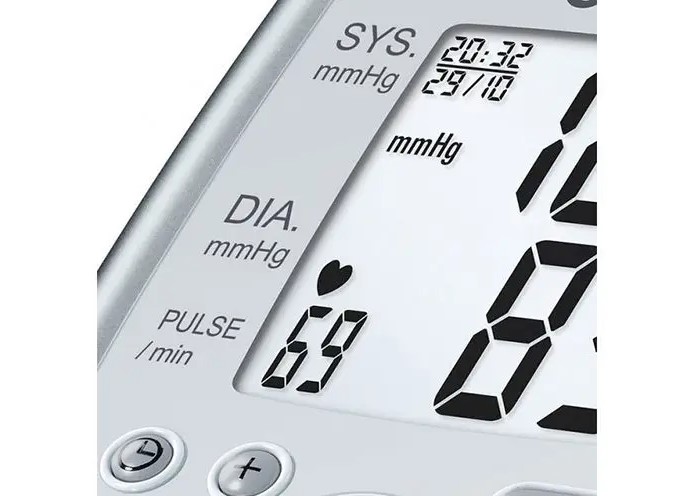 SYS.
mmHg
20:32
29/10
mmHg
DIA.
mmHg
PULSE
/min
69
+